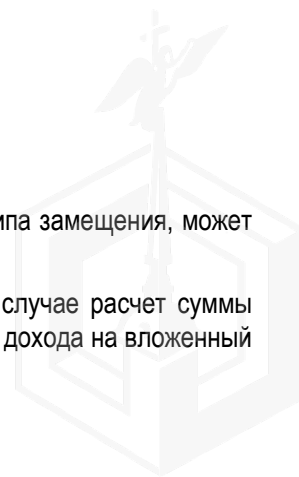 ипа замещения, может
случае расчет суммы
дохода на вложенный